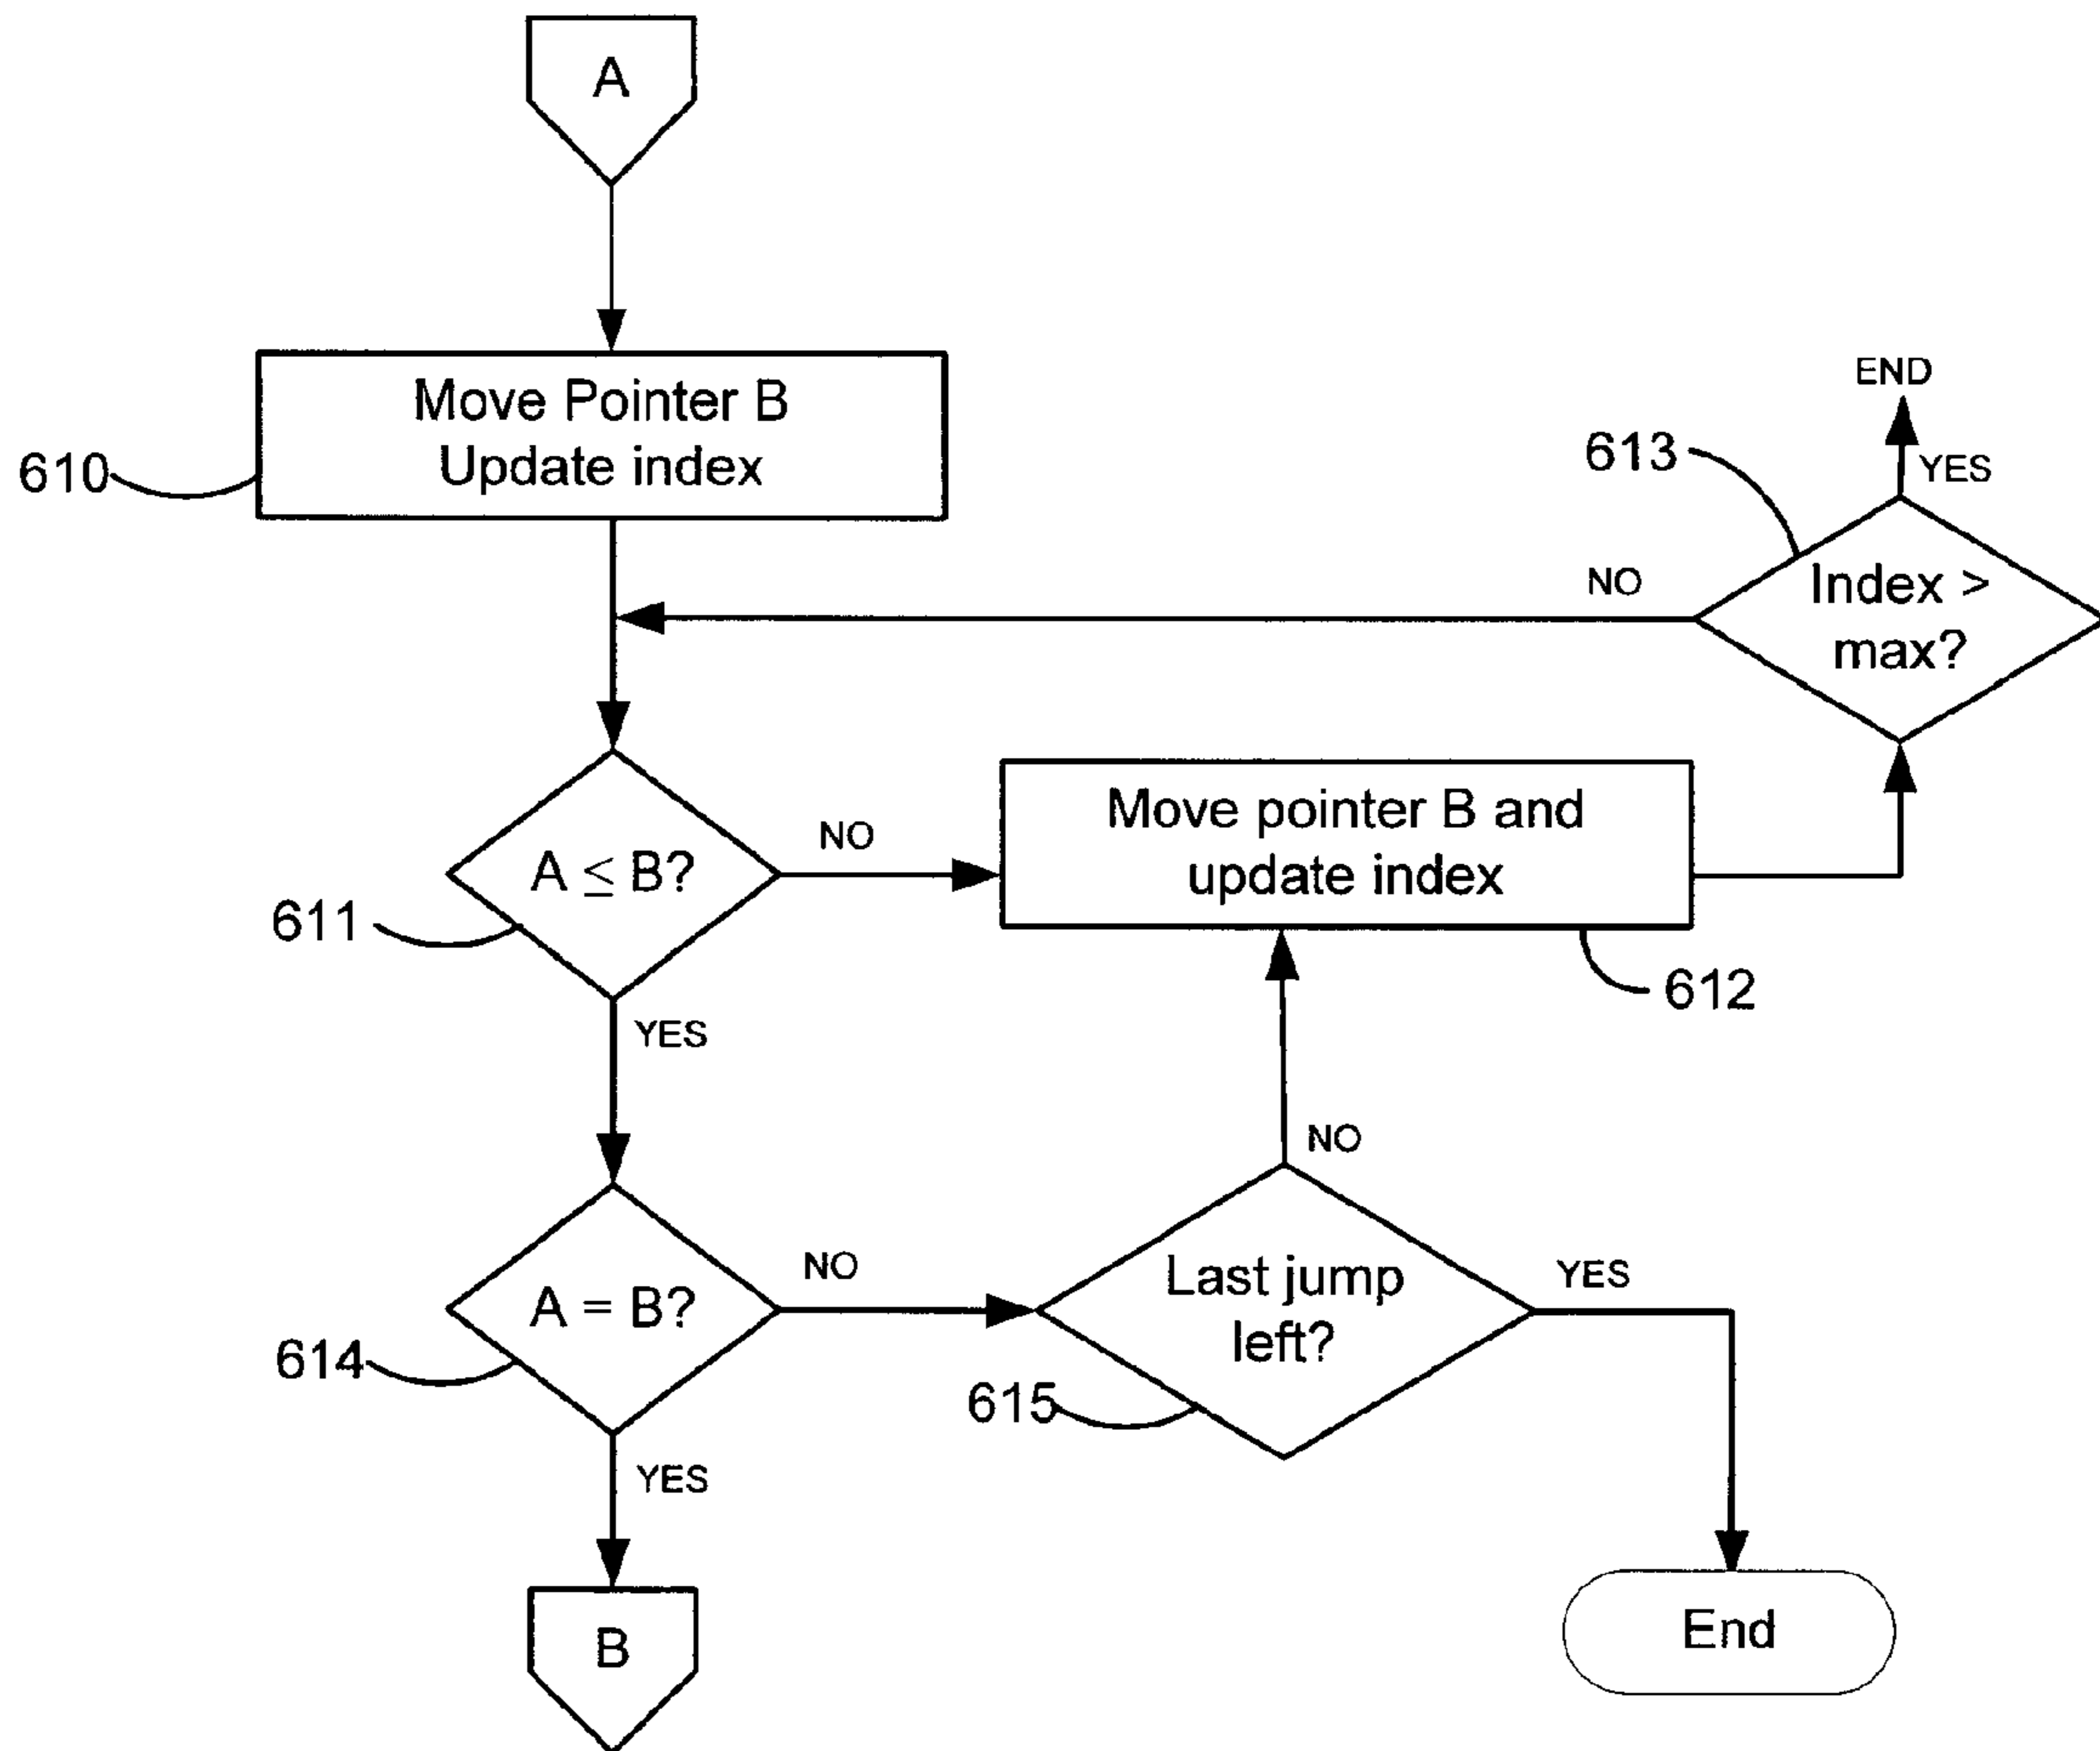 A
Move Pointer B
Update index
610
END
YES
613
Index >
max?
NO
A ≤ B?
611
NO
Move pointer B and
update index
612
YES
A = B?
614
NO
Last jump
left?
615
NO
YES
YES
B
End